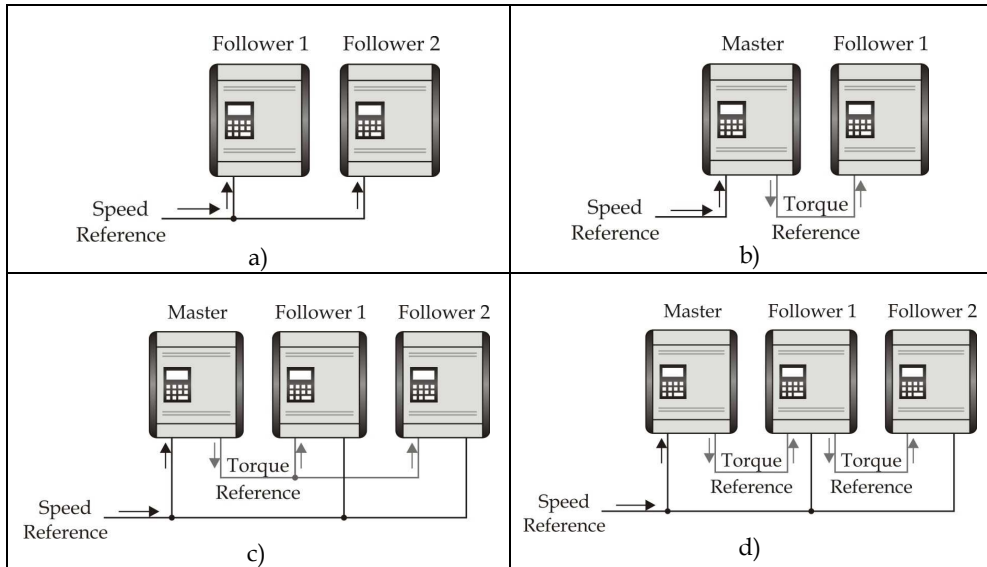 Follower 1 Follower 2
Speed
Reference
a)
Master Follower 1
Speed
Reference
Torque
Reference
b)
Master Follower 1 Follower 2
Torque
Reference
Speed
Reference
c)
Master Follower 1 Follower 2
Torque
Reference
Torque
Reference
Speed
Reference
d)